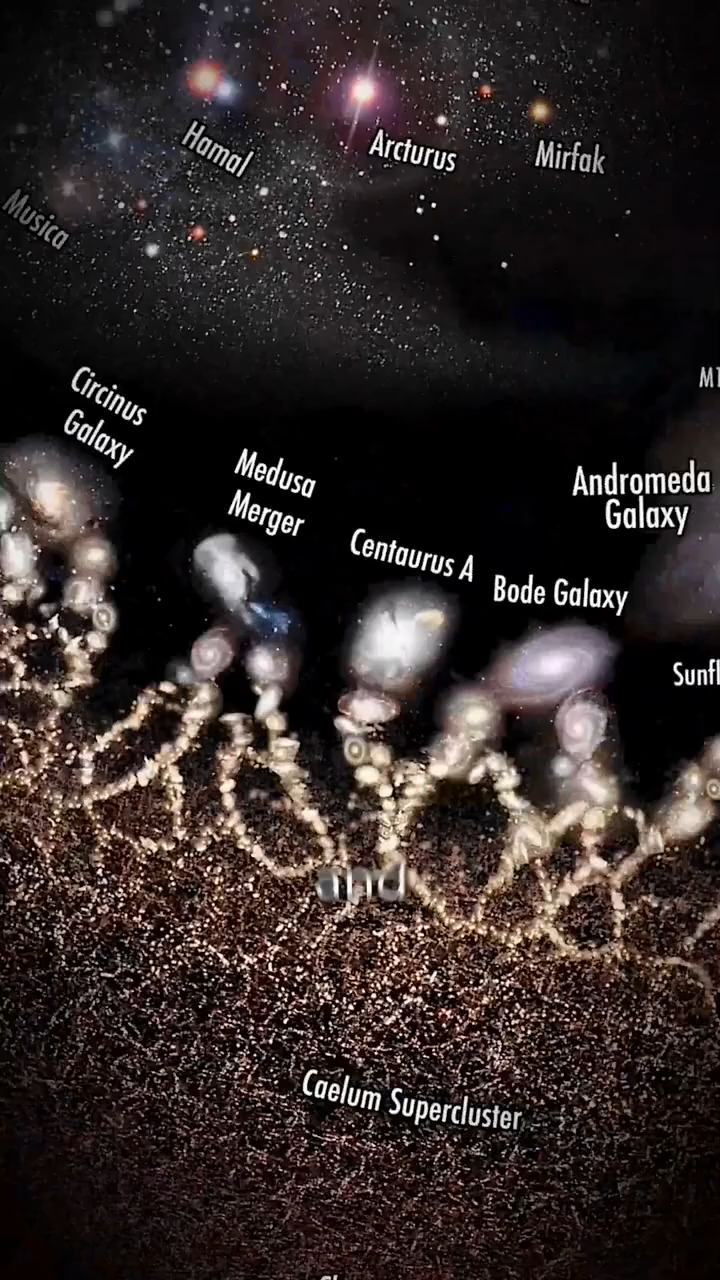 Hamal
Arcturus
Mirfak
Musica
Circinus
Galaxy
Medusa
Merger
Centaurus A
Bode Galaxy
Andromeda
Galaxy
and
Caelum Supercluster